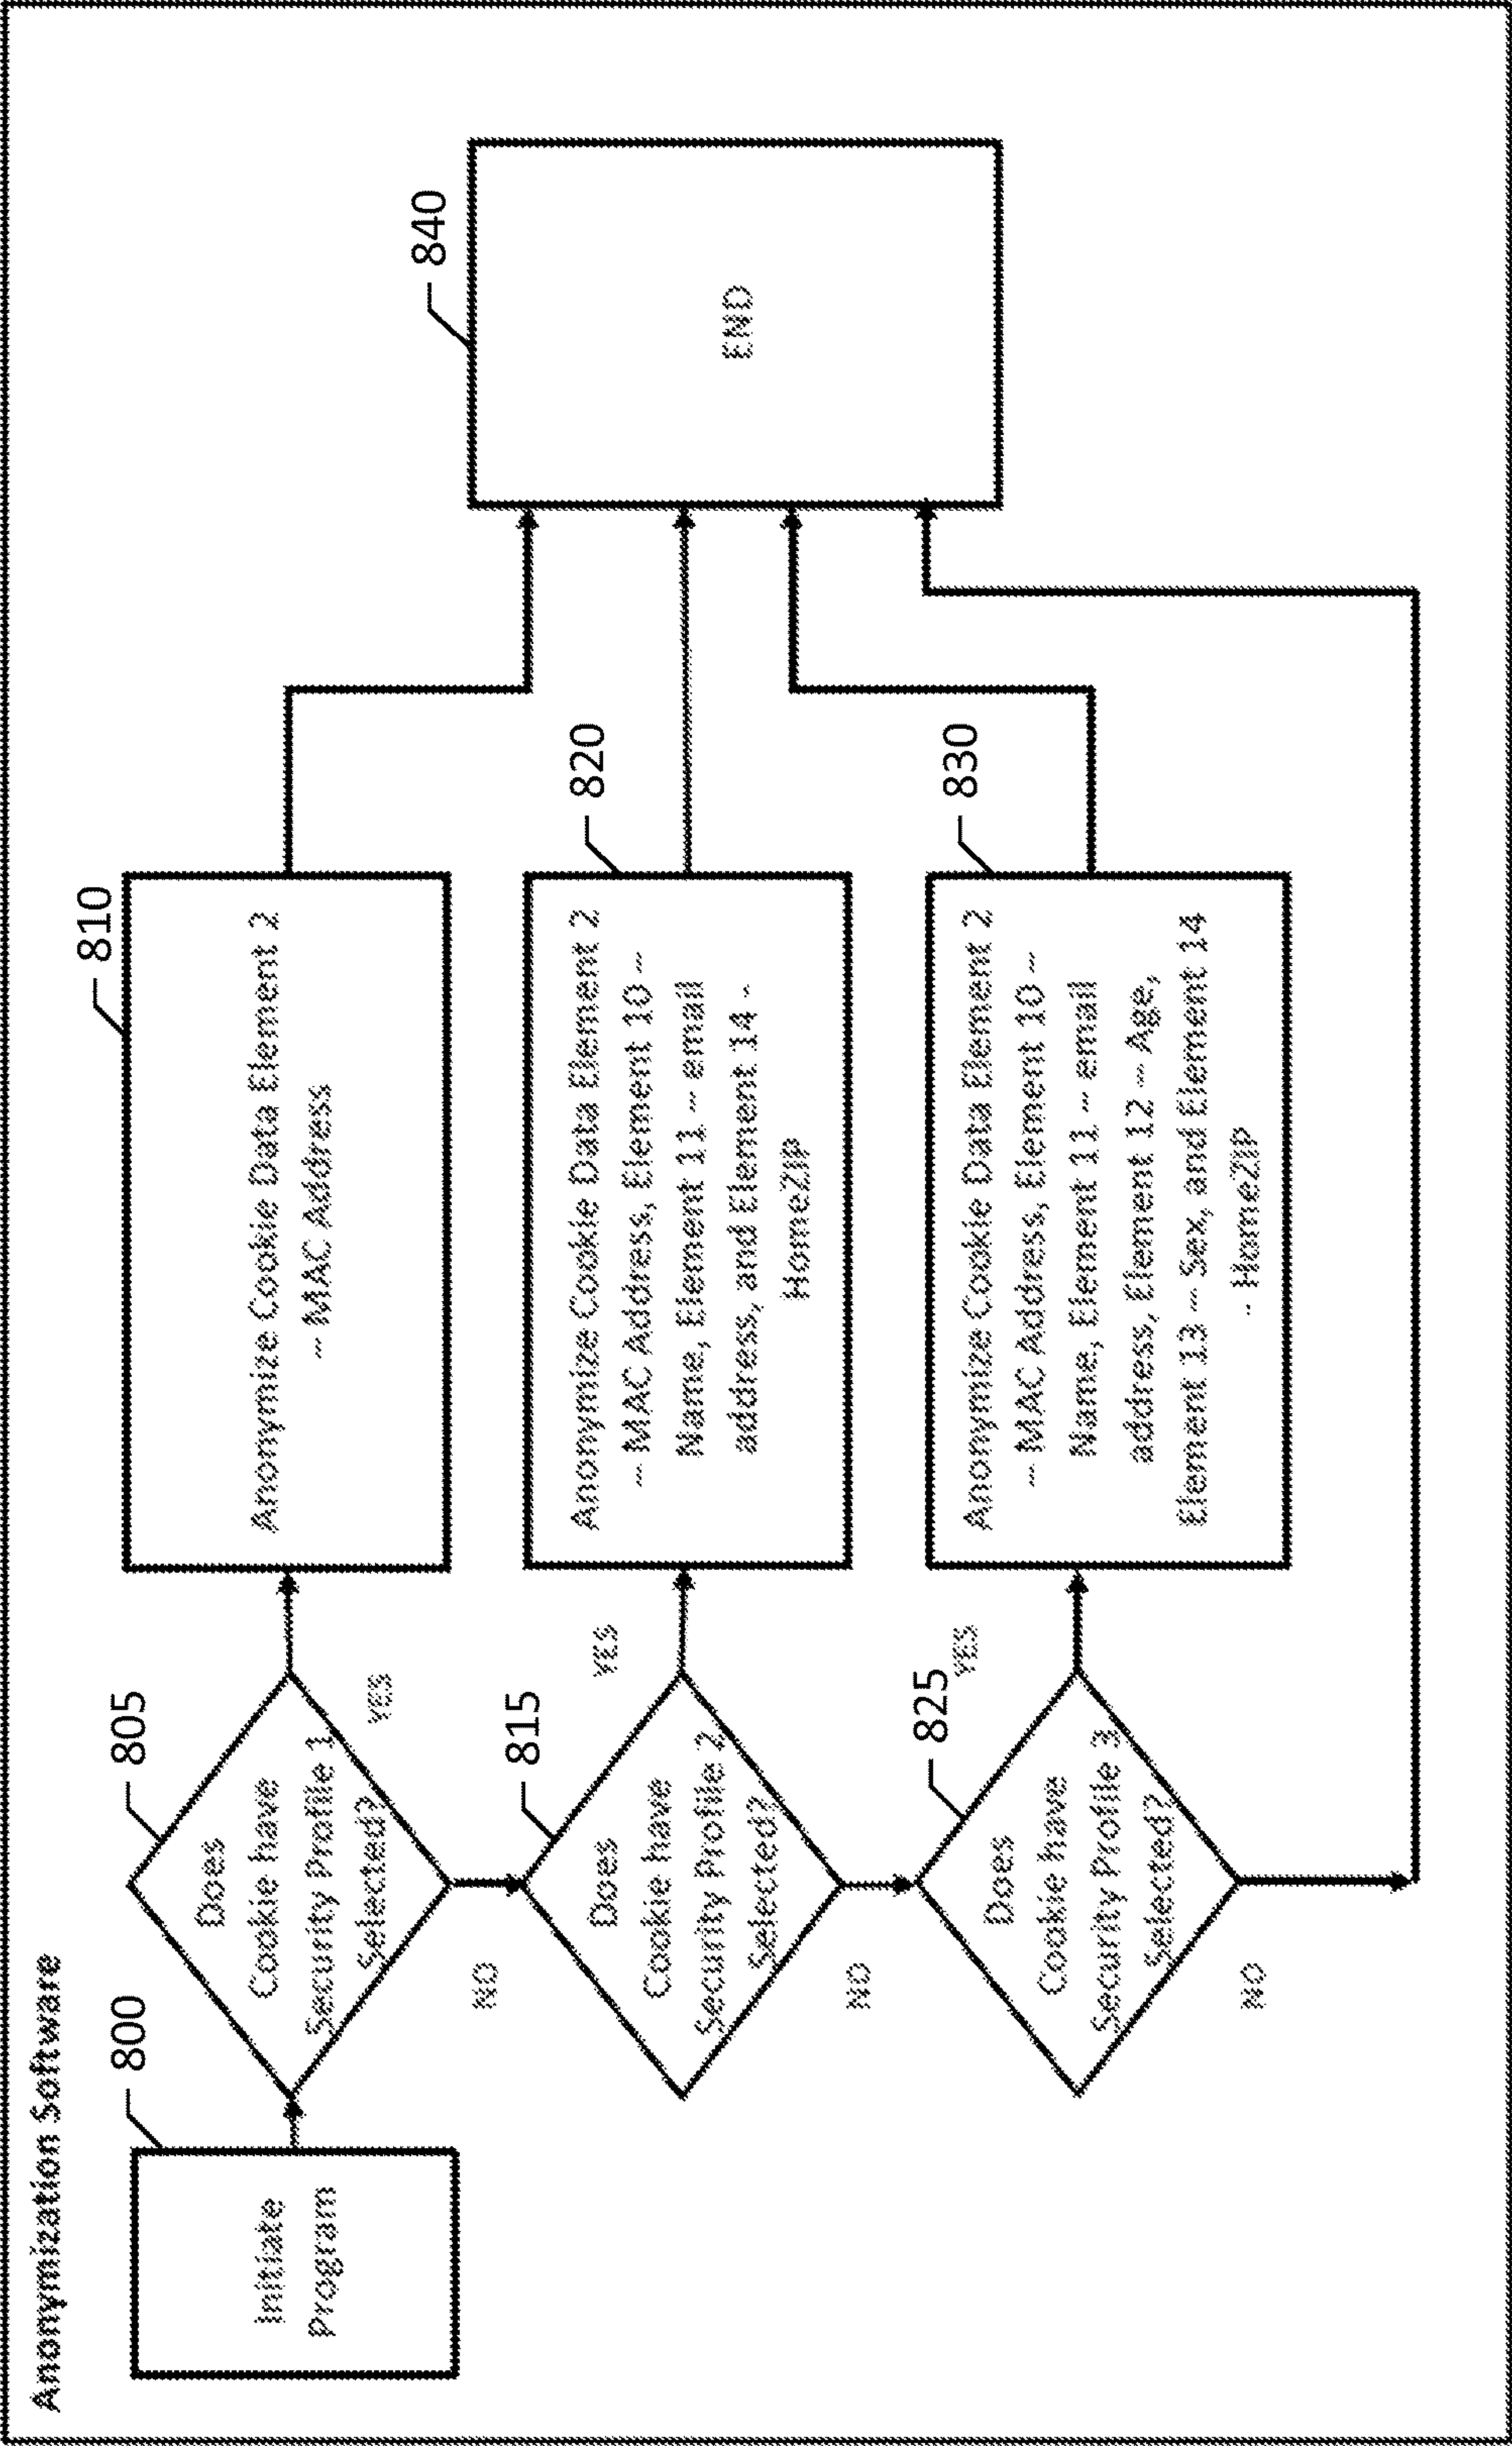 Anonymization Software
800
Initiate
Program
805
Does
Cookie have
Security Profile 1
Selected?
YES
NO
810
Anonymize Cookie Data Element 2
– MAC Address
815
Does
Cookie have
Security Profile 2
Selected?
YES
NO
820
Anonymize Cookie Data Element 2
– MAC Address, Element 10 –
Name, Element 11 – email
address, and Element 14 -
HomeZIP
825
Does
Cookie have
Security Profile 3
Selected?
YES
NO
830
Anonymize Cookie Data Element 2
– MAC Address, Element 10 –
Name, Element 11 – email
address, Element 12 – Age,
Element 13 – Sex, and Element 14
- HomeZIP
840
END